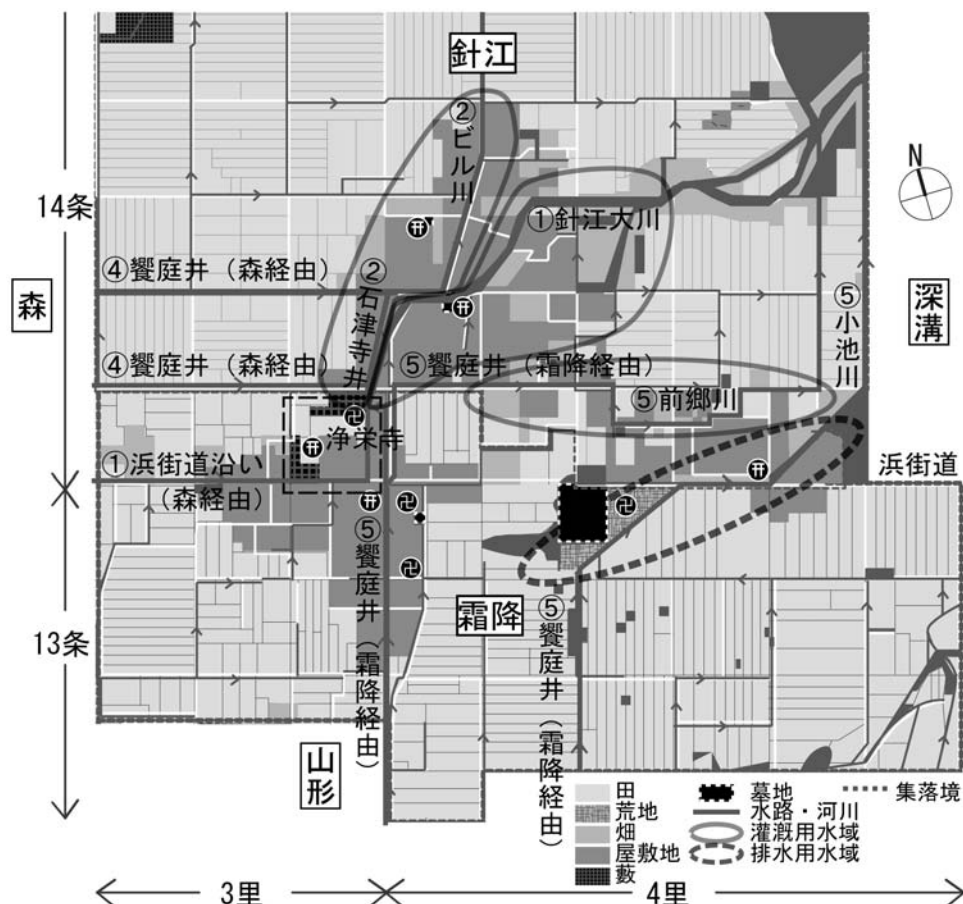 針江
②ビル川
N
14条
①針江大川
④饗庭井（森経由）
②石津寺井
森
⑤小池川
深溝
④饗庭井（森経由）
⑤饗庭井（霜降経由）
⑤前郷川
浄栄寺
①浜街道沿い
（森経由）
浜街道
⑤饗庭井（霜降経由）
霜降
13条
⑤饗庭井（霜降経由）
山形
田
荒地
畑
屋敷地
藪
墓地
水路・河川
灌漑用水域
排水用水域
集落境
3里
4里